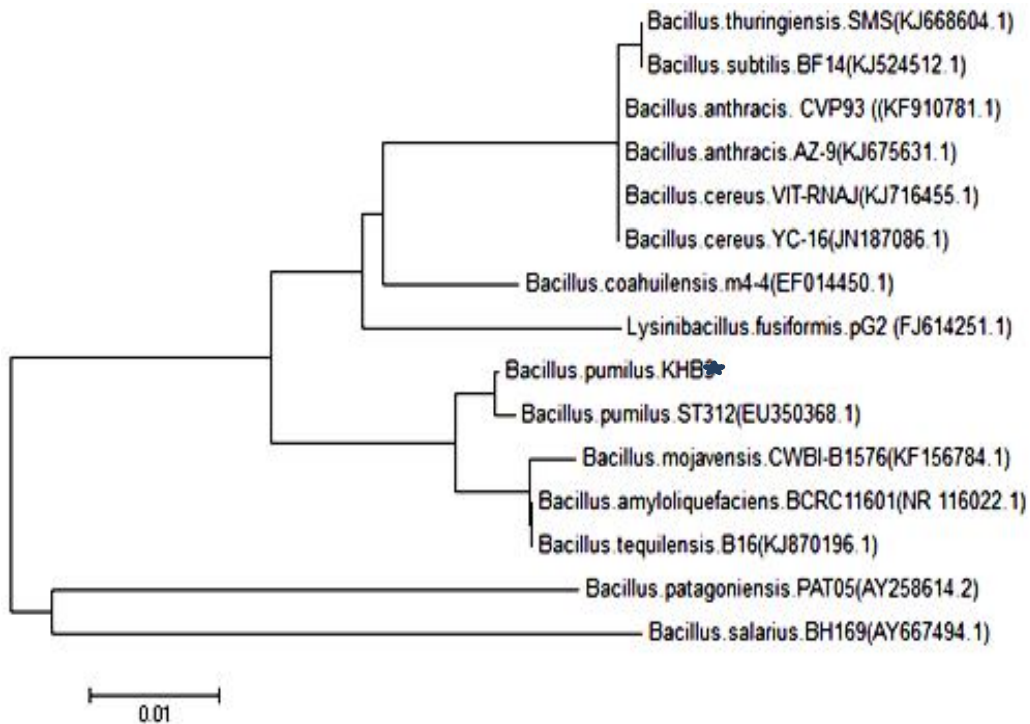 Bacillus.thuringiensis.SMS(KJ668604.1)
Bacillus.subtilis.BF14(KJ524512.1)
Bacillus.anthracis. CVP93 ((KF910781.1)
Bacillus.anthracis.AZ-9(KJ675631.1)
Bacillus.cereus.VIT-RNAJ(KJ716455.1)
Bacillus.cereus.YC-16(JN187086.1)
Bacillus.coahuilensis.m4-4(EF014450.1)
Lysinibacillus.fusiformis.pG2 (FJ614251.1)
Bacillus.pumilus.
Bacillus.pumilus.ST312(EU350368.1)
Bacillus.mojavensis.CWBI-B1576(KF156784.1)
Bacillus.amyloliquefaciens.BCRC11601(NR 116022.1)
Bacillus.tequilensis.B16(KJ870196.1)
Bacillus.patagoniensis.PAT05(AY258614.2)
Bacillus.salarius.BH169(AY667494.1)
0.01